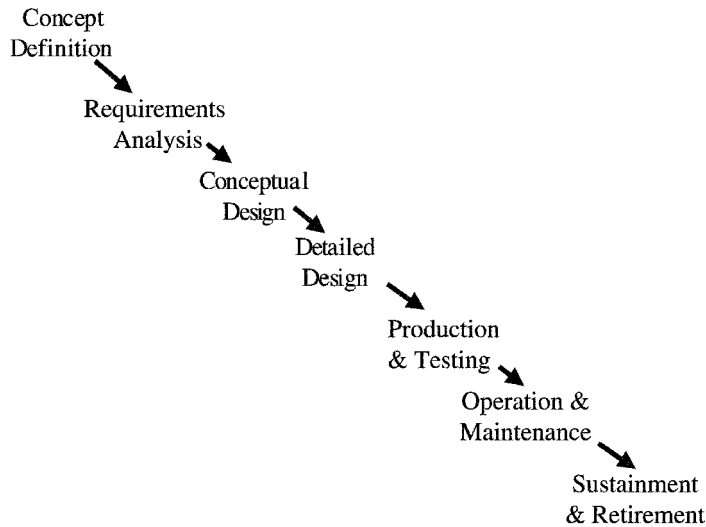 Concept
Definition
Requirements
Analysis
Conceptual
Design
Detailed
Design
Production
& Testing
Operation &
Maintenance
Sustainment
& Retirement